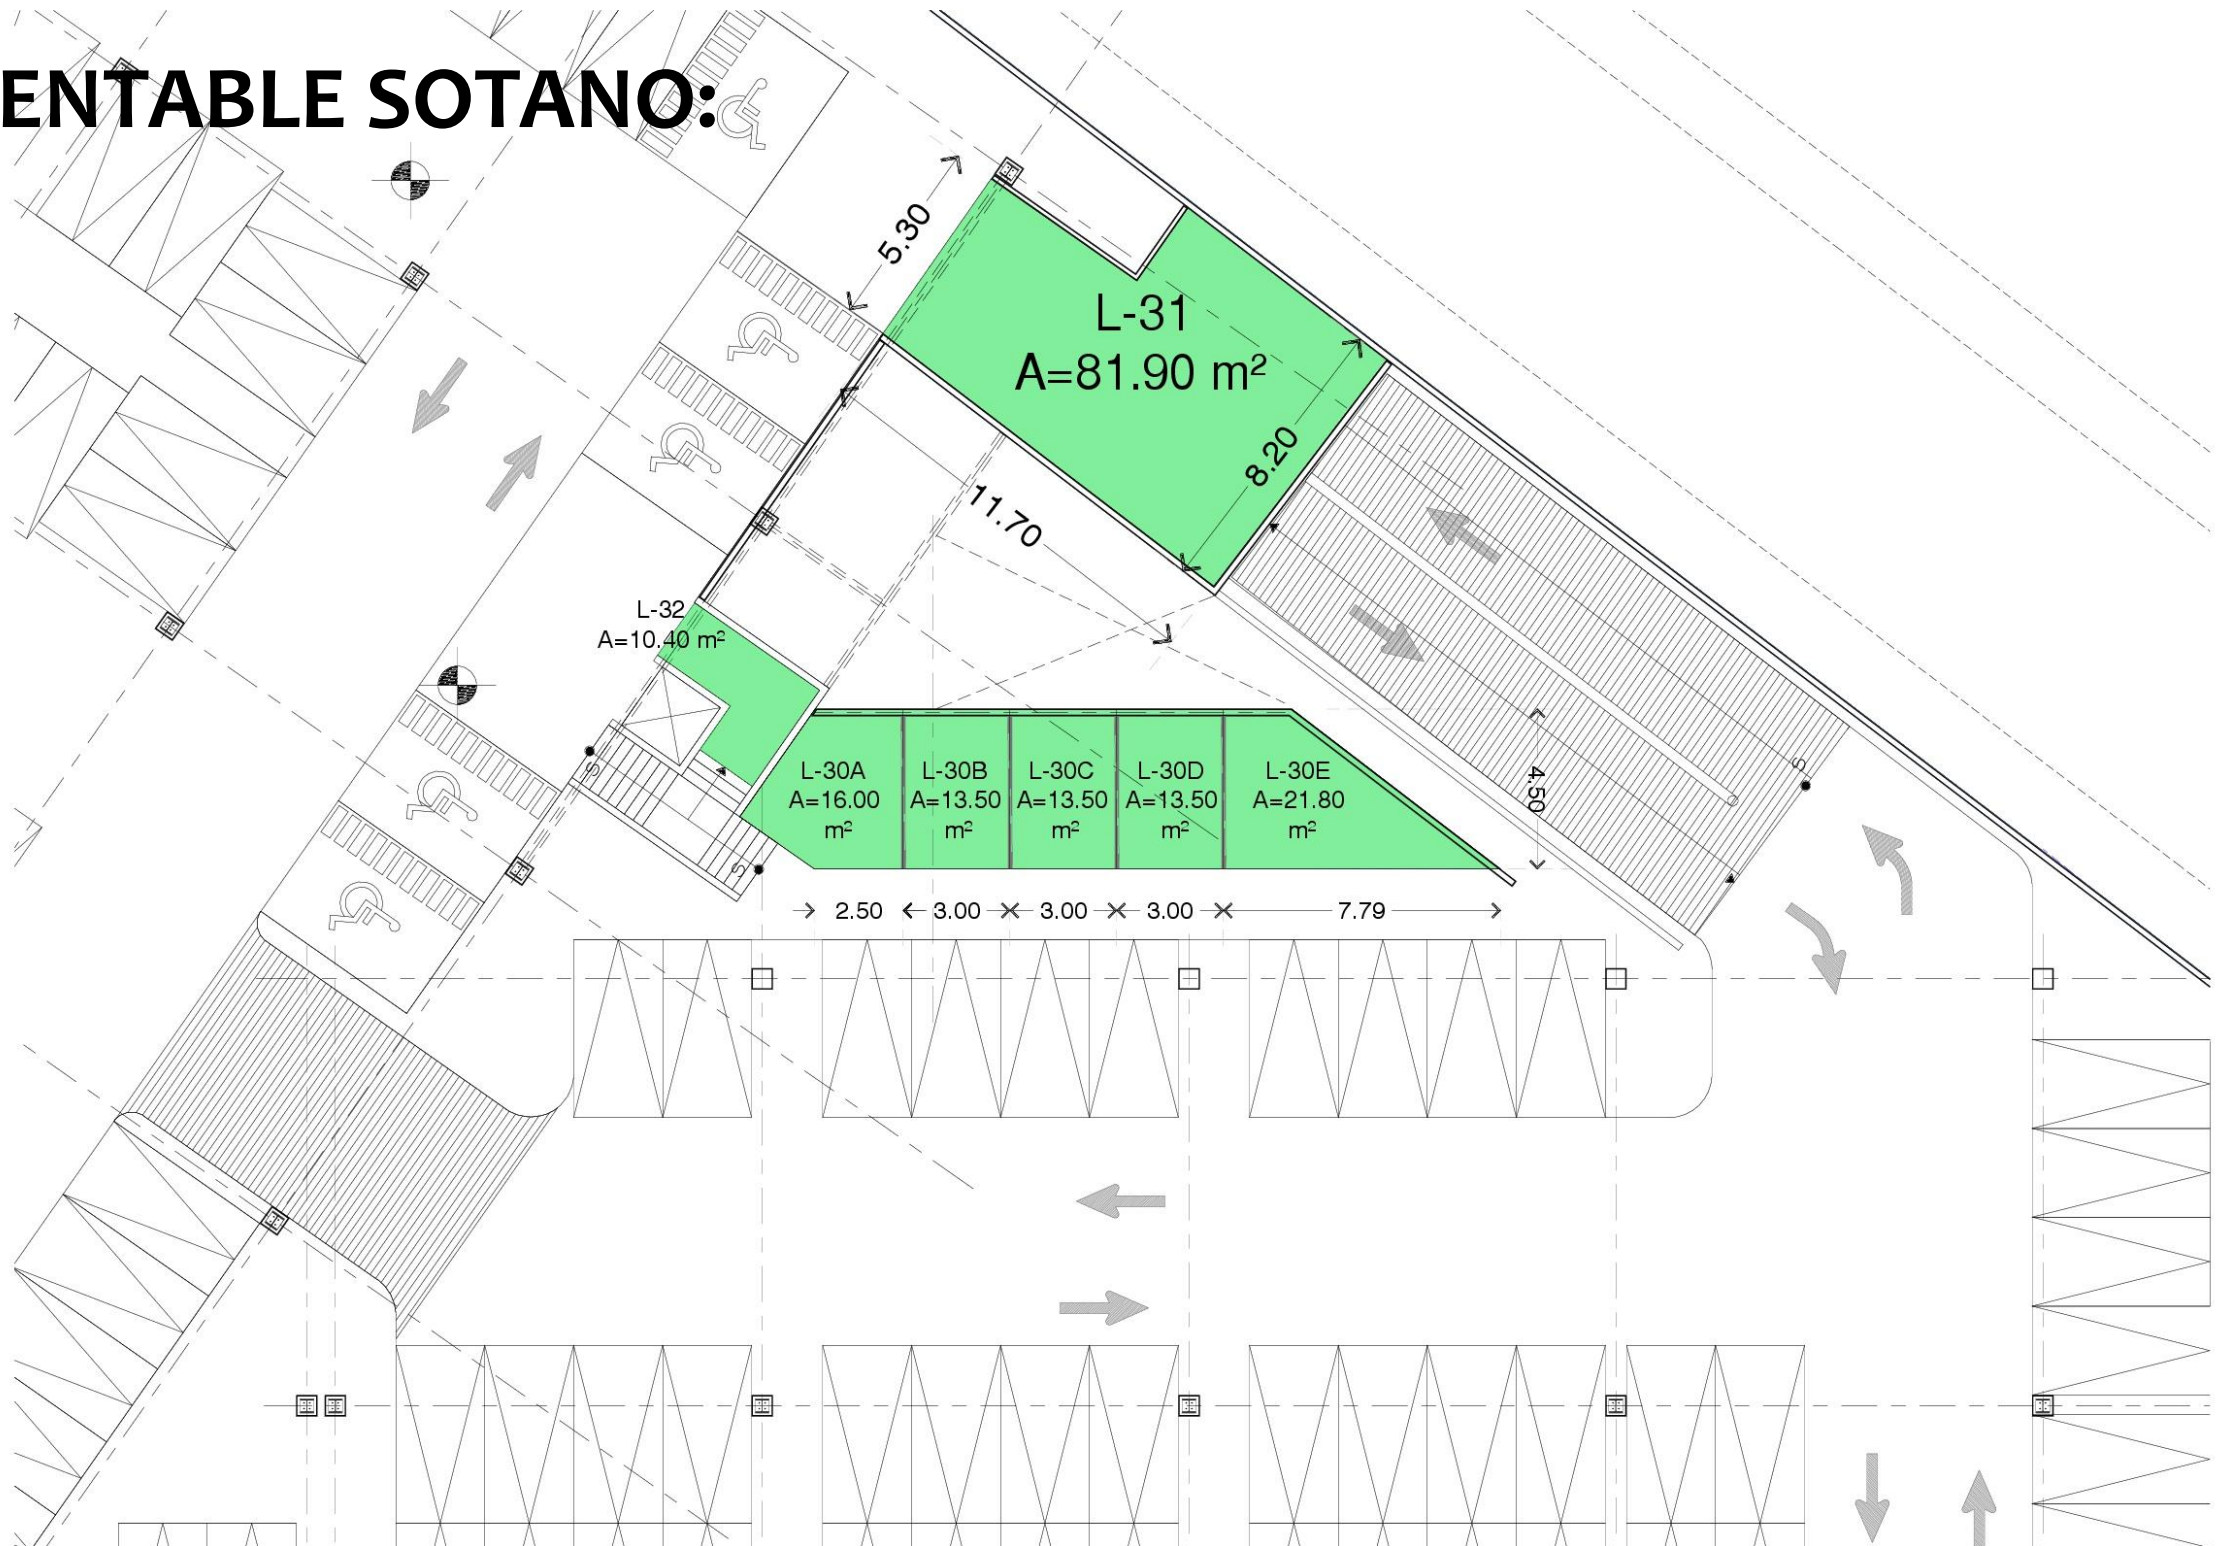 ENTABLE SOTANO:
5.30
L-31
A=81.90 m²
8.20
11.70
L-32
A=10.40 m²
L-30A
A=16.00
m²
L-30B
A=13.50
m²
L-30C
A=13.50
m²
L-30D
A=13.50
m²
L-30E
A=21.80
m²
4.50
S
S
S
2.50
3.00
3.00
3.00
7.79